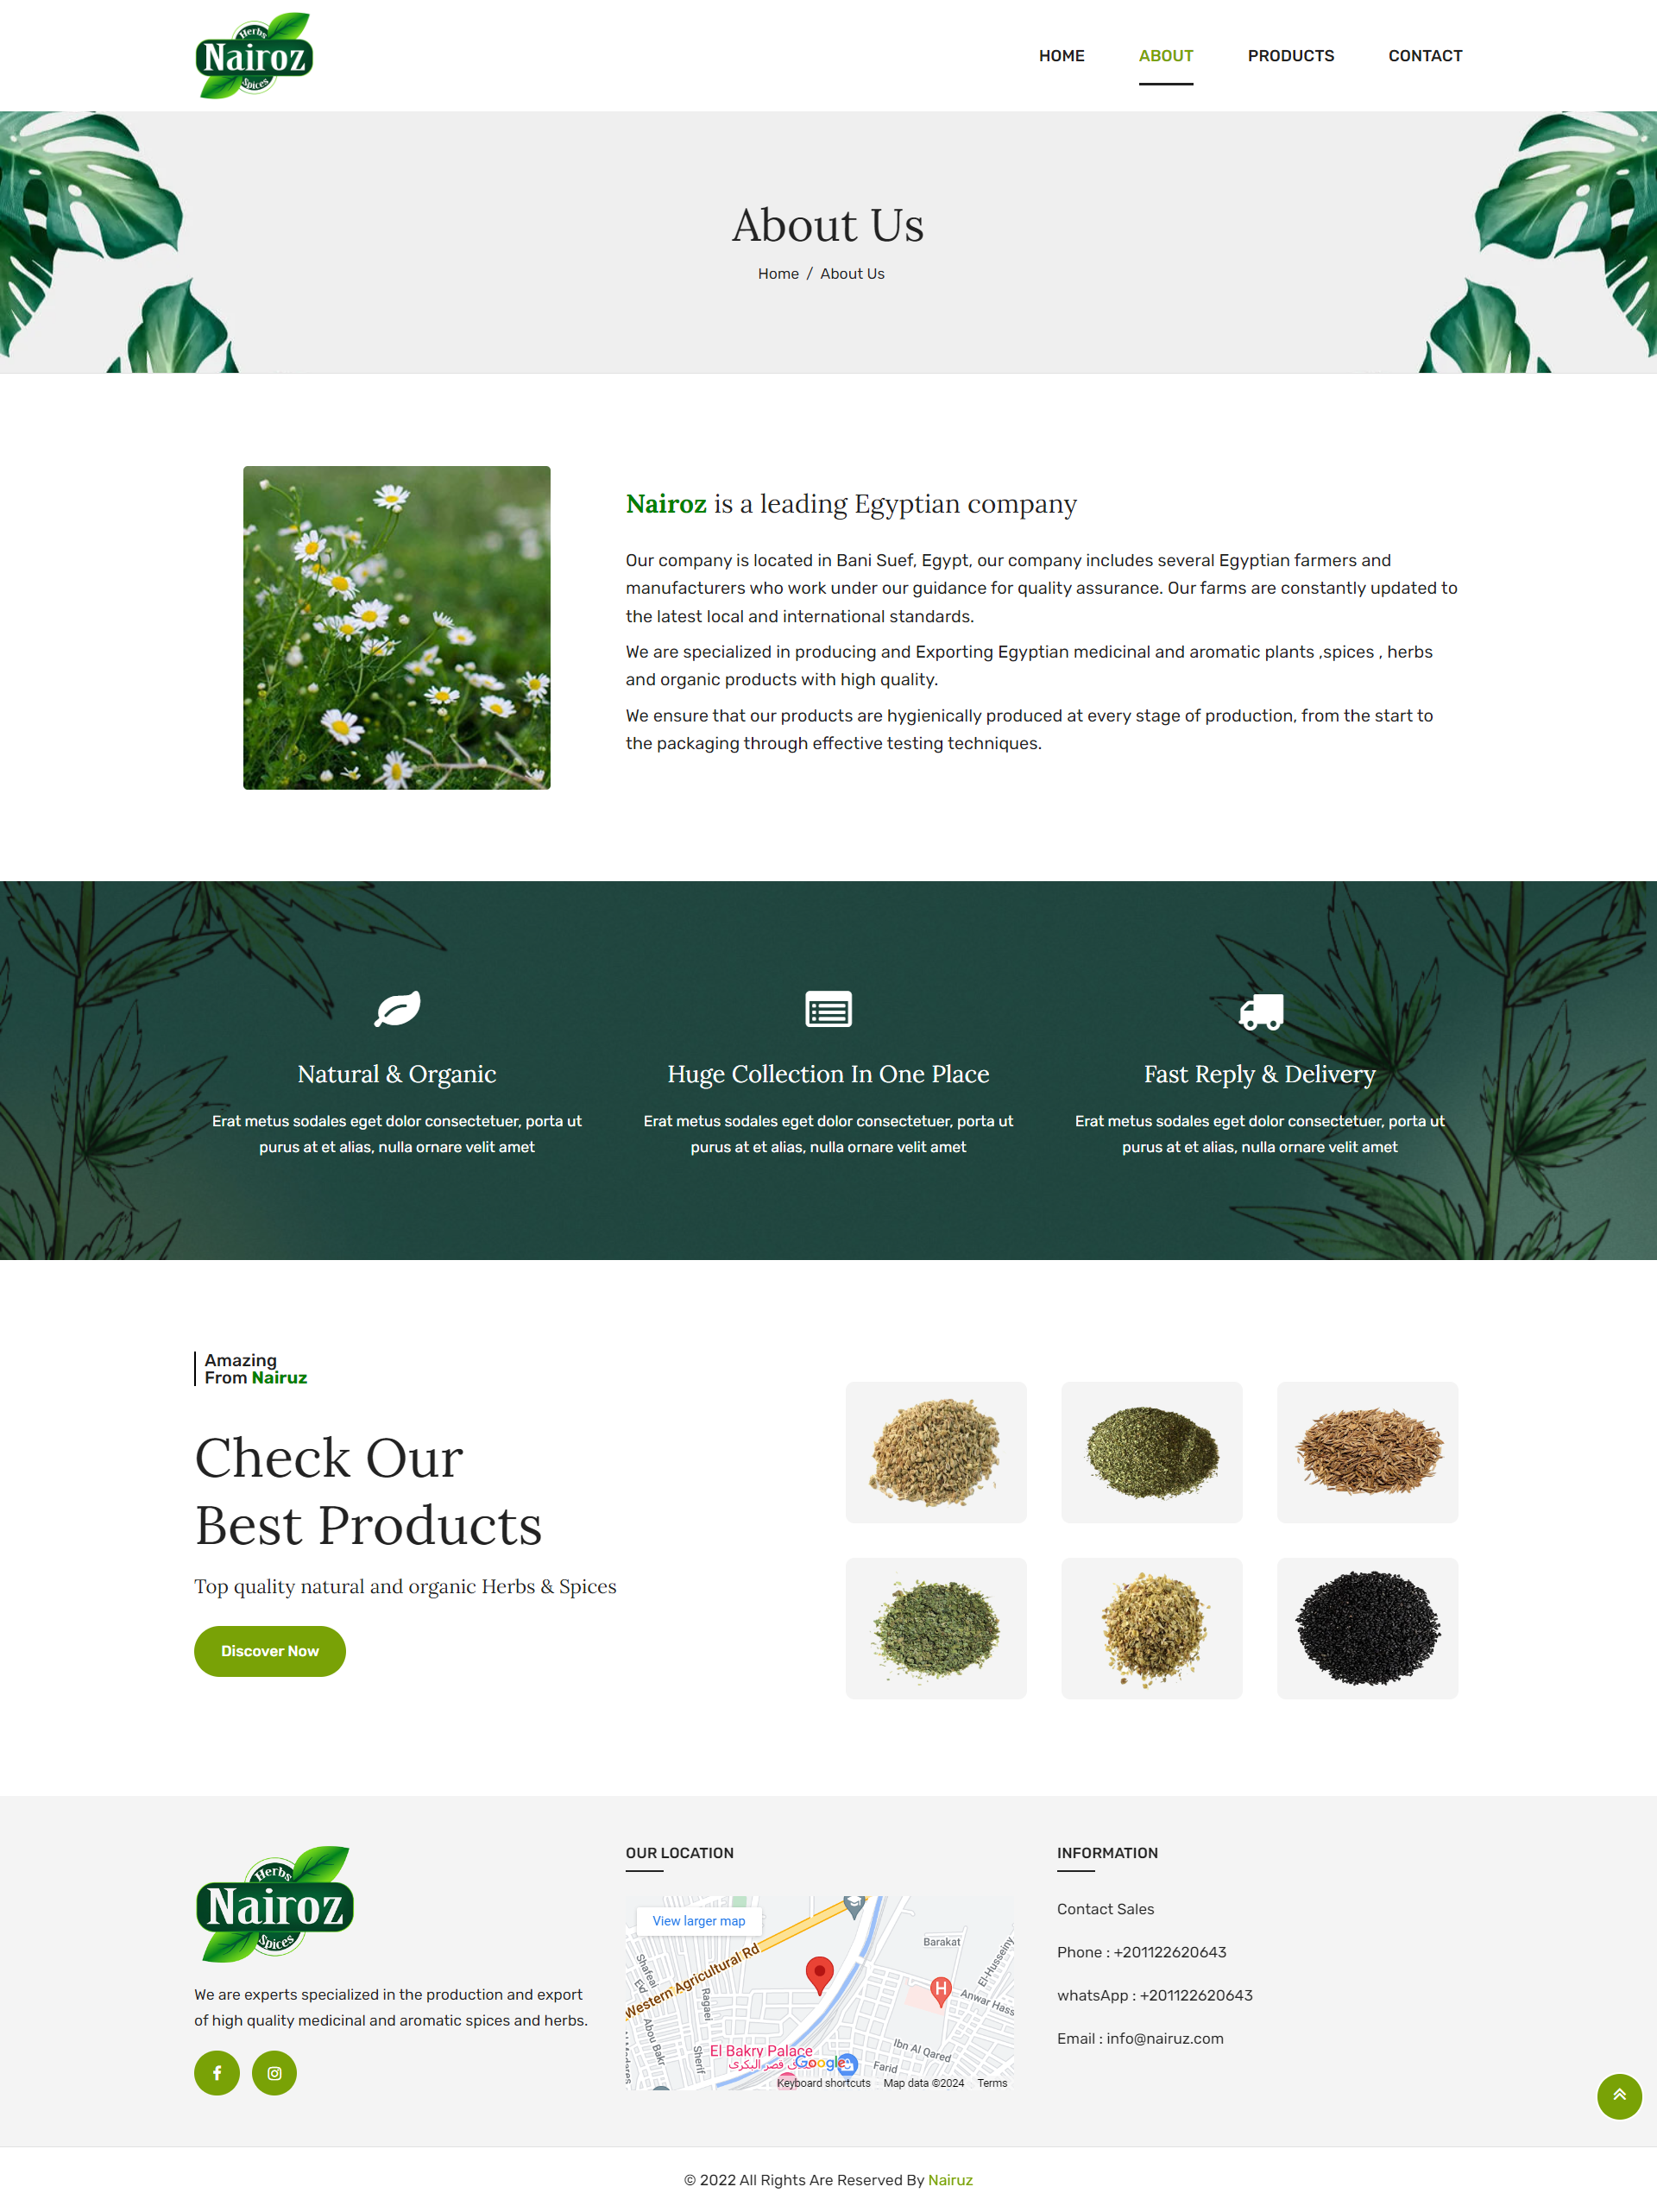 Herbs
Nairoz
Spices
HOME
ABOUT
PRODUCTS
CONTACT
About Us
Home / About Us
Nairoz is a leading Egyptian company
Our company is located in Bani Suef, Egypt, our company includes several Egyptian farmers and
manufacturers who work under our guidance for quality assurance. Our farms are constantly updated to
the latest local and international standards.
We are specialized in producing and Exporting Egyptian medicinal and aromatic plants ,spices , herbs
and organic products with high quality.
We ensure that our products are hygienically produced at every stage of production, from the start to
the packaging through effective testing techniques.
Natural & Organic
Erat metus sodales eget dolor consectetuer, porta ut
purus at et alias, nulla ornare velit amet
Huge Collection In One Place
Erat metus sodales eget dolor consectetuer, porta ut
purus at et alias, nulla ornare velit amet
Fast Reply & Delivery
Erat metus sodales eget dolor consectetuer, porta ut
purus at et alias, nulla ornare velit amet
Amazing
From Nairuz
Check Our
Best Products
Top quality natural and organic Herbs & Spices
Discover Now
Herbs
Nairoz
Spices
We are experts specialized in the production and export
of high quality medicinal and aromatic spices and herbs.
OUR LOCATION
View larger map
Western Agricultural Rd
Shafeai
Ragaei
Abou Bakr
Sherif
Barakat
El-Husseiny
H
Anwar Hass
Ibn Al Qared
Farid
El Bakry Palace
فندق قصر البكرى
Google
Keyboard shortcuts
Map data ©2024
Terms
INFORMATION
Contact Sales
Phone : +201122620643
whatsApp : +201122620643
Email : info@nairuz.com
© 2022 All Rights Are Reserved By Nairuz